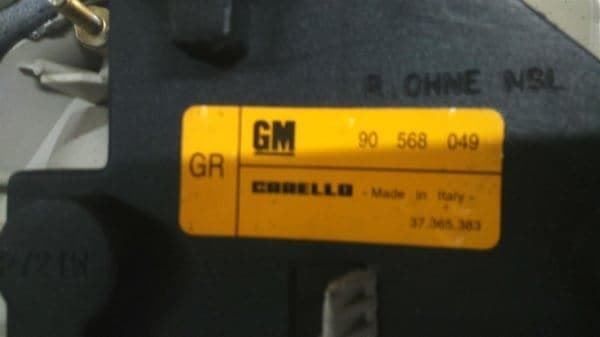 R OHNE NSL
GR
GM 90 568 049
CARELLO - Made in Italy -
37.365.383